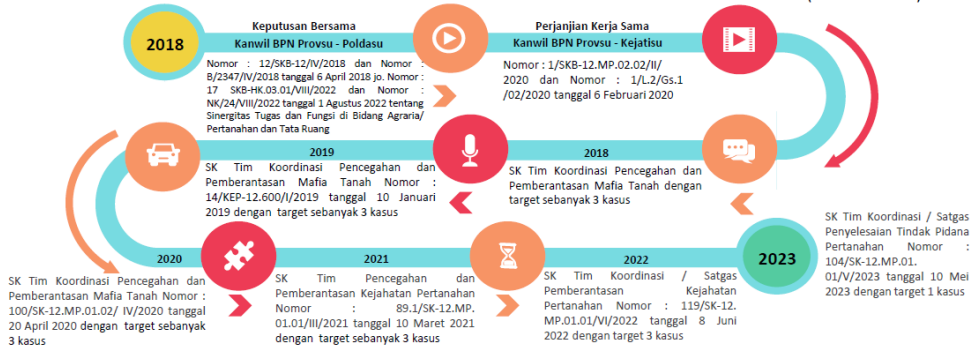 2018
Keputusan Bersama
Kanwil BPN Provsu - Poldasu
Nomor : 12/SKB-12/IV/2018 dan Nomor :
B/2347/IV/2018 tanggal 6 April 2018 jo. Nomor :
17 SKB-HK.03.01/VIII/2022 dan Nomor :
NK/24/VIII/2022 tanggal 1 Agustus 2022 tentang
Sinergitas Tugas dan Fungsi di Bidang Agraria/
Pertanahan dan Tata Ruang
Perjanjian Kerja Sama
Kanwil BPN Provsu - Kejatisu
Nomor : 1/SKB-12.MP.02.02/II/
2020 dan Nomor : 1/L.2/Gs.1
/02/2020 tanggal 6 Februari 2020
2018
SK Tim Koordinasi Pencegahan dan
Pemberantasan Mafia Tanah dengan
target sebanyak 3 kasus
2019
SK Tim Koordinasi Pencegahan dan
Pemberantasan Mafia Tanah Nomor :
14/KEP-12.600/I/2019 tanggal 10 Januari
2019 dengan target sebanyak 3 kasus
2020
SK Tim Koordinasi Pencegahan dan
Pemberantasan Mafia Tanah Nomor :
100/SK-12.MP.01.02/ IV/2020 tanggal
20 April 2020 dengan target sebanyak
3 kasus
2021
SK Tim Pencegahan dan
Pemberantasan Kejahatan Pertanahan
Nomor : 89.1/SK-12.MP.
01.01/III/2021 tanggal 10 Maret 2021
dengan target sebanyak 3 kasus
2022
SK Tim Koordinasi / Satgas
Pemberantasan Kejahatan
Pertanahan Nomor : 119/SK-12.
MP.01.01/VI/2022 tanggal 8 Juni
2022 dengan target 3 kasus
2023
SK Tim Koordinasi / Satgas
Penyelesaian Tindak Pidana
Pertanahan Nomor :
104/SK-12.MP.01.
01/V/2023 tanggal 10 Mei
2023 dengan target 1 kasus